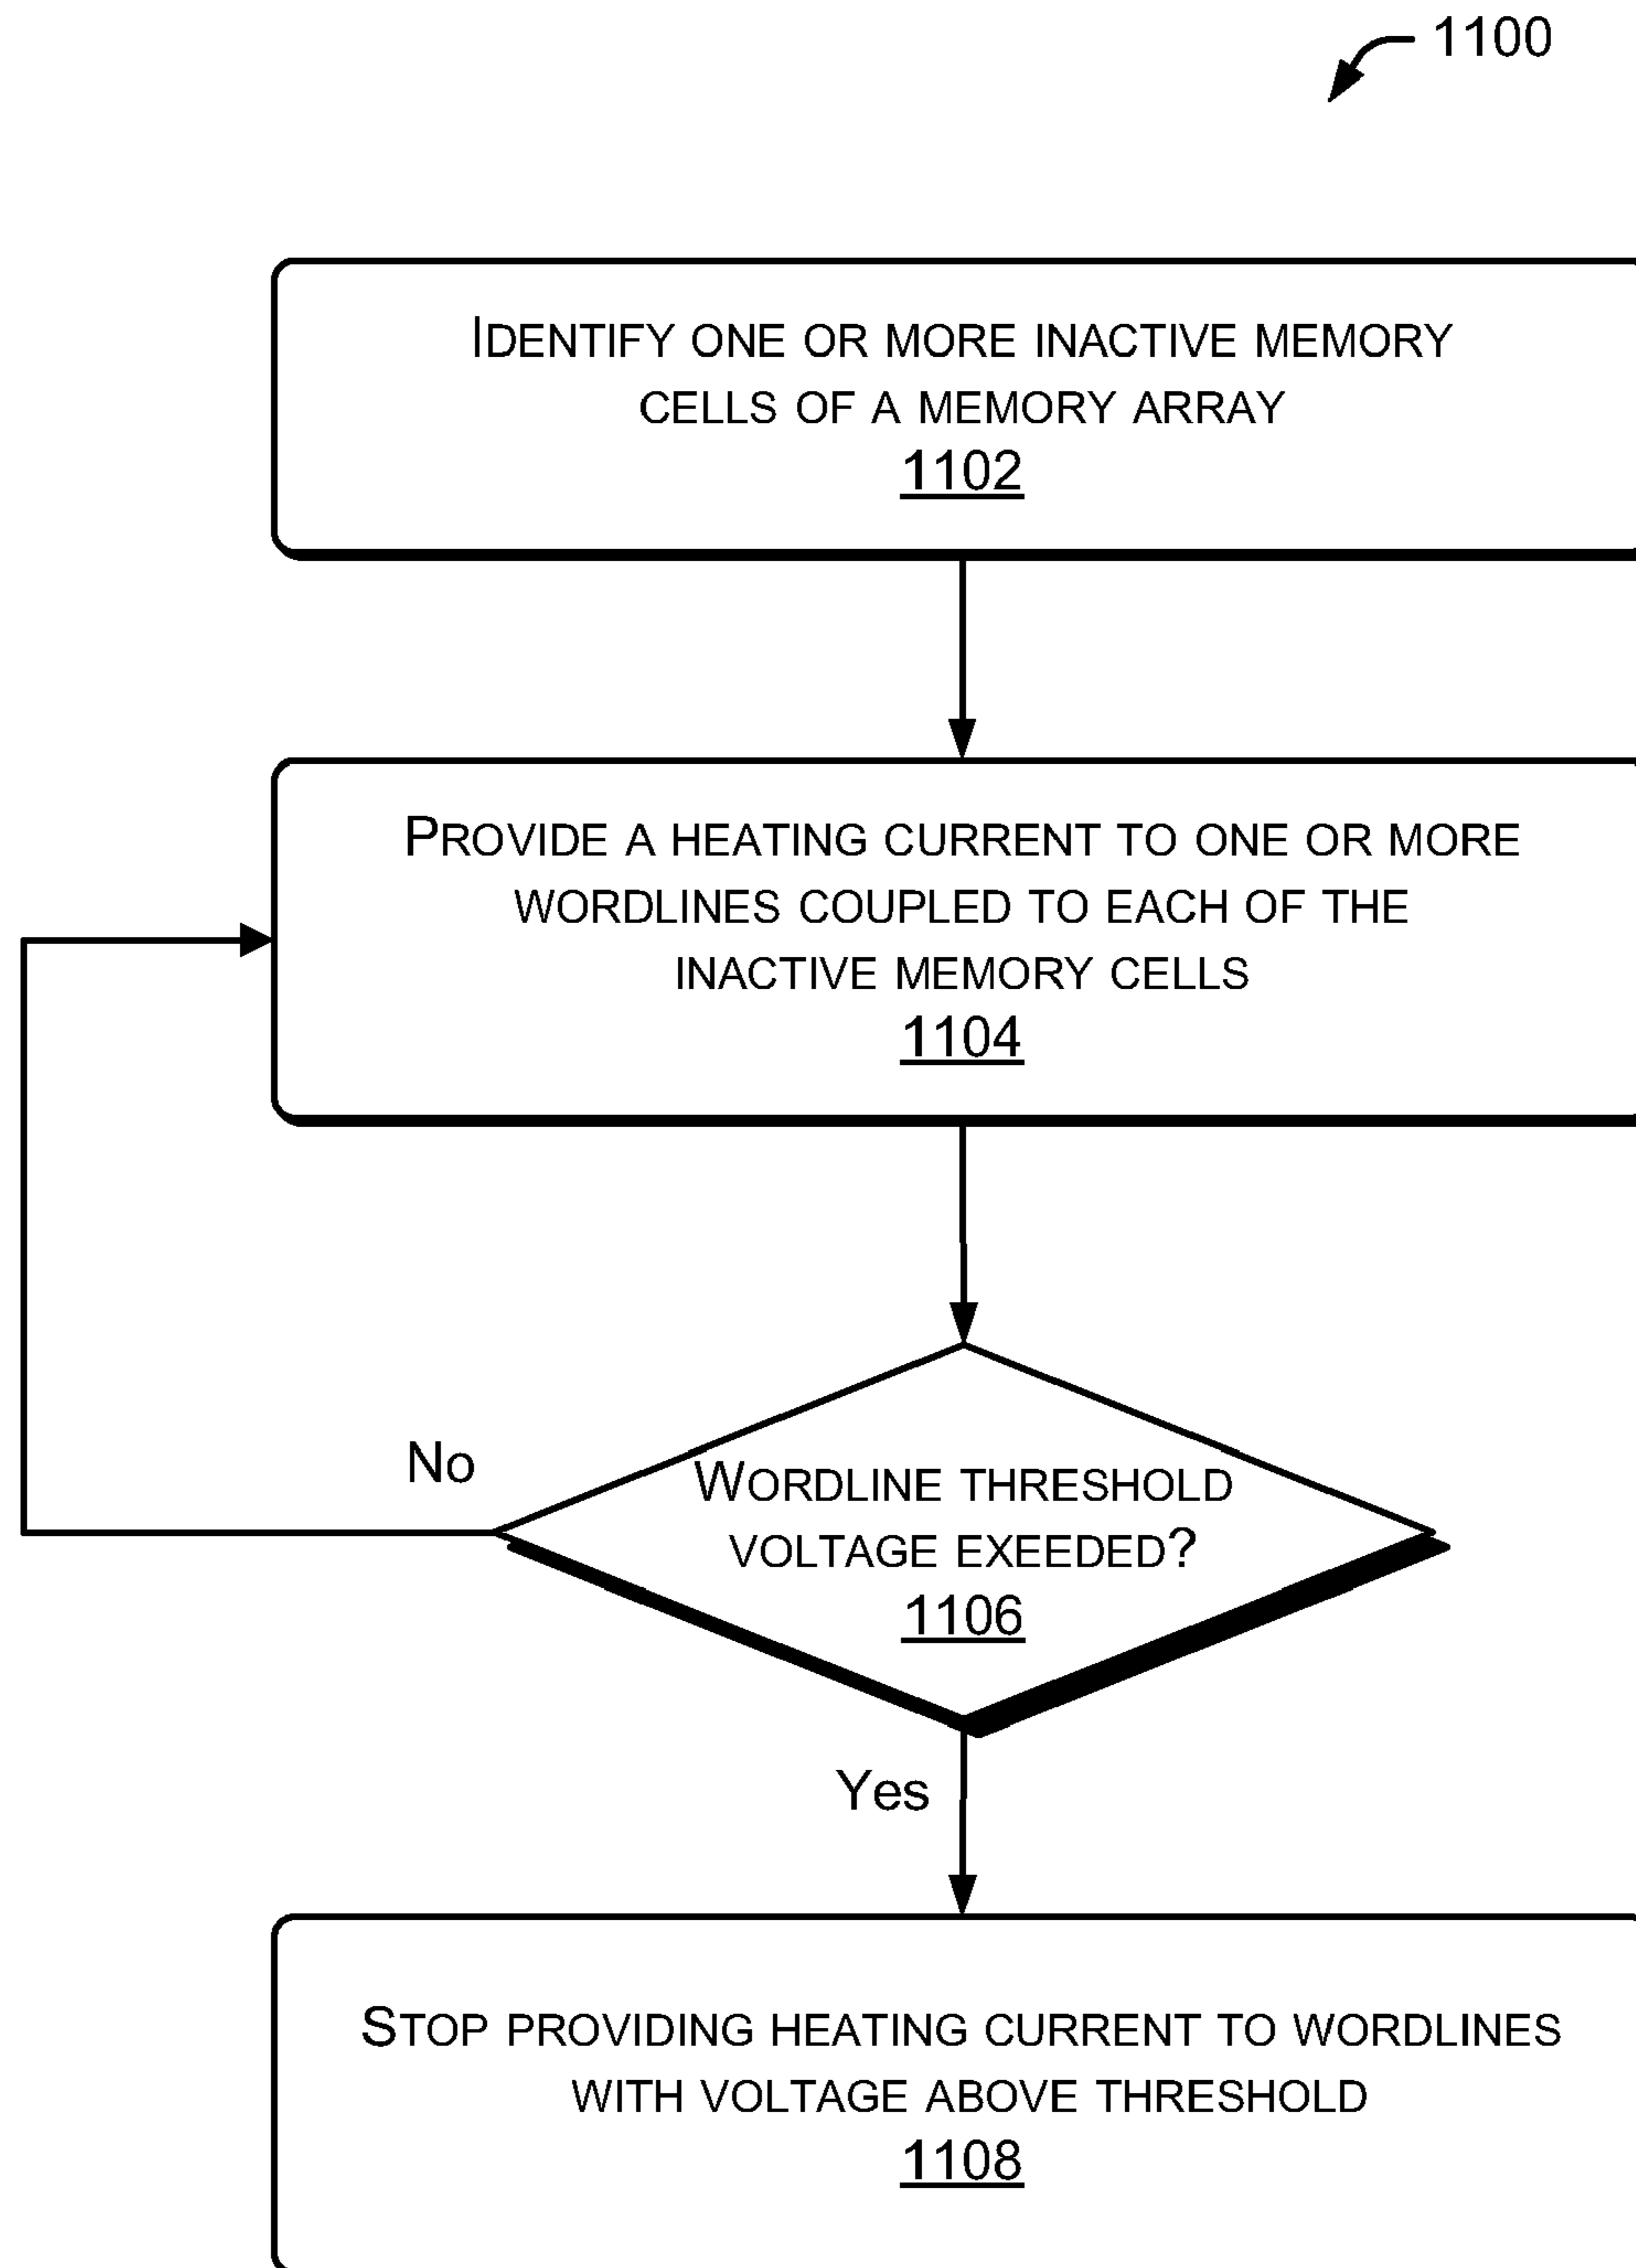 1100
IDENTIFY ONE OR MORE INACTIVE MEMORY
CELLS OF A MEMORY ARRAY
1102
PROVIDE A HEATING CURRENT TO ONE OR MORE
WORDLINES COUPLED TO EACH OF THE
INACTIVE MEMORY CELLS
1104
No
WORDLINE THRESHOLD
VOLTAGE EXEEDED?
1106
Yes
STOP PROVIDING HEATING CURRENT TO WORDLINES
WITH VOLTAGE ABOVE THRESHOLD
1108